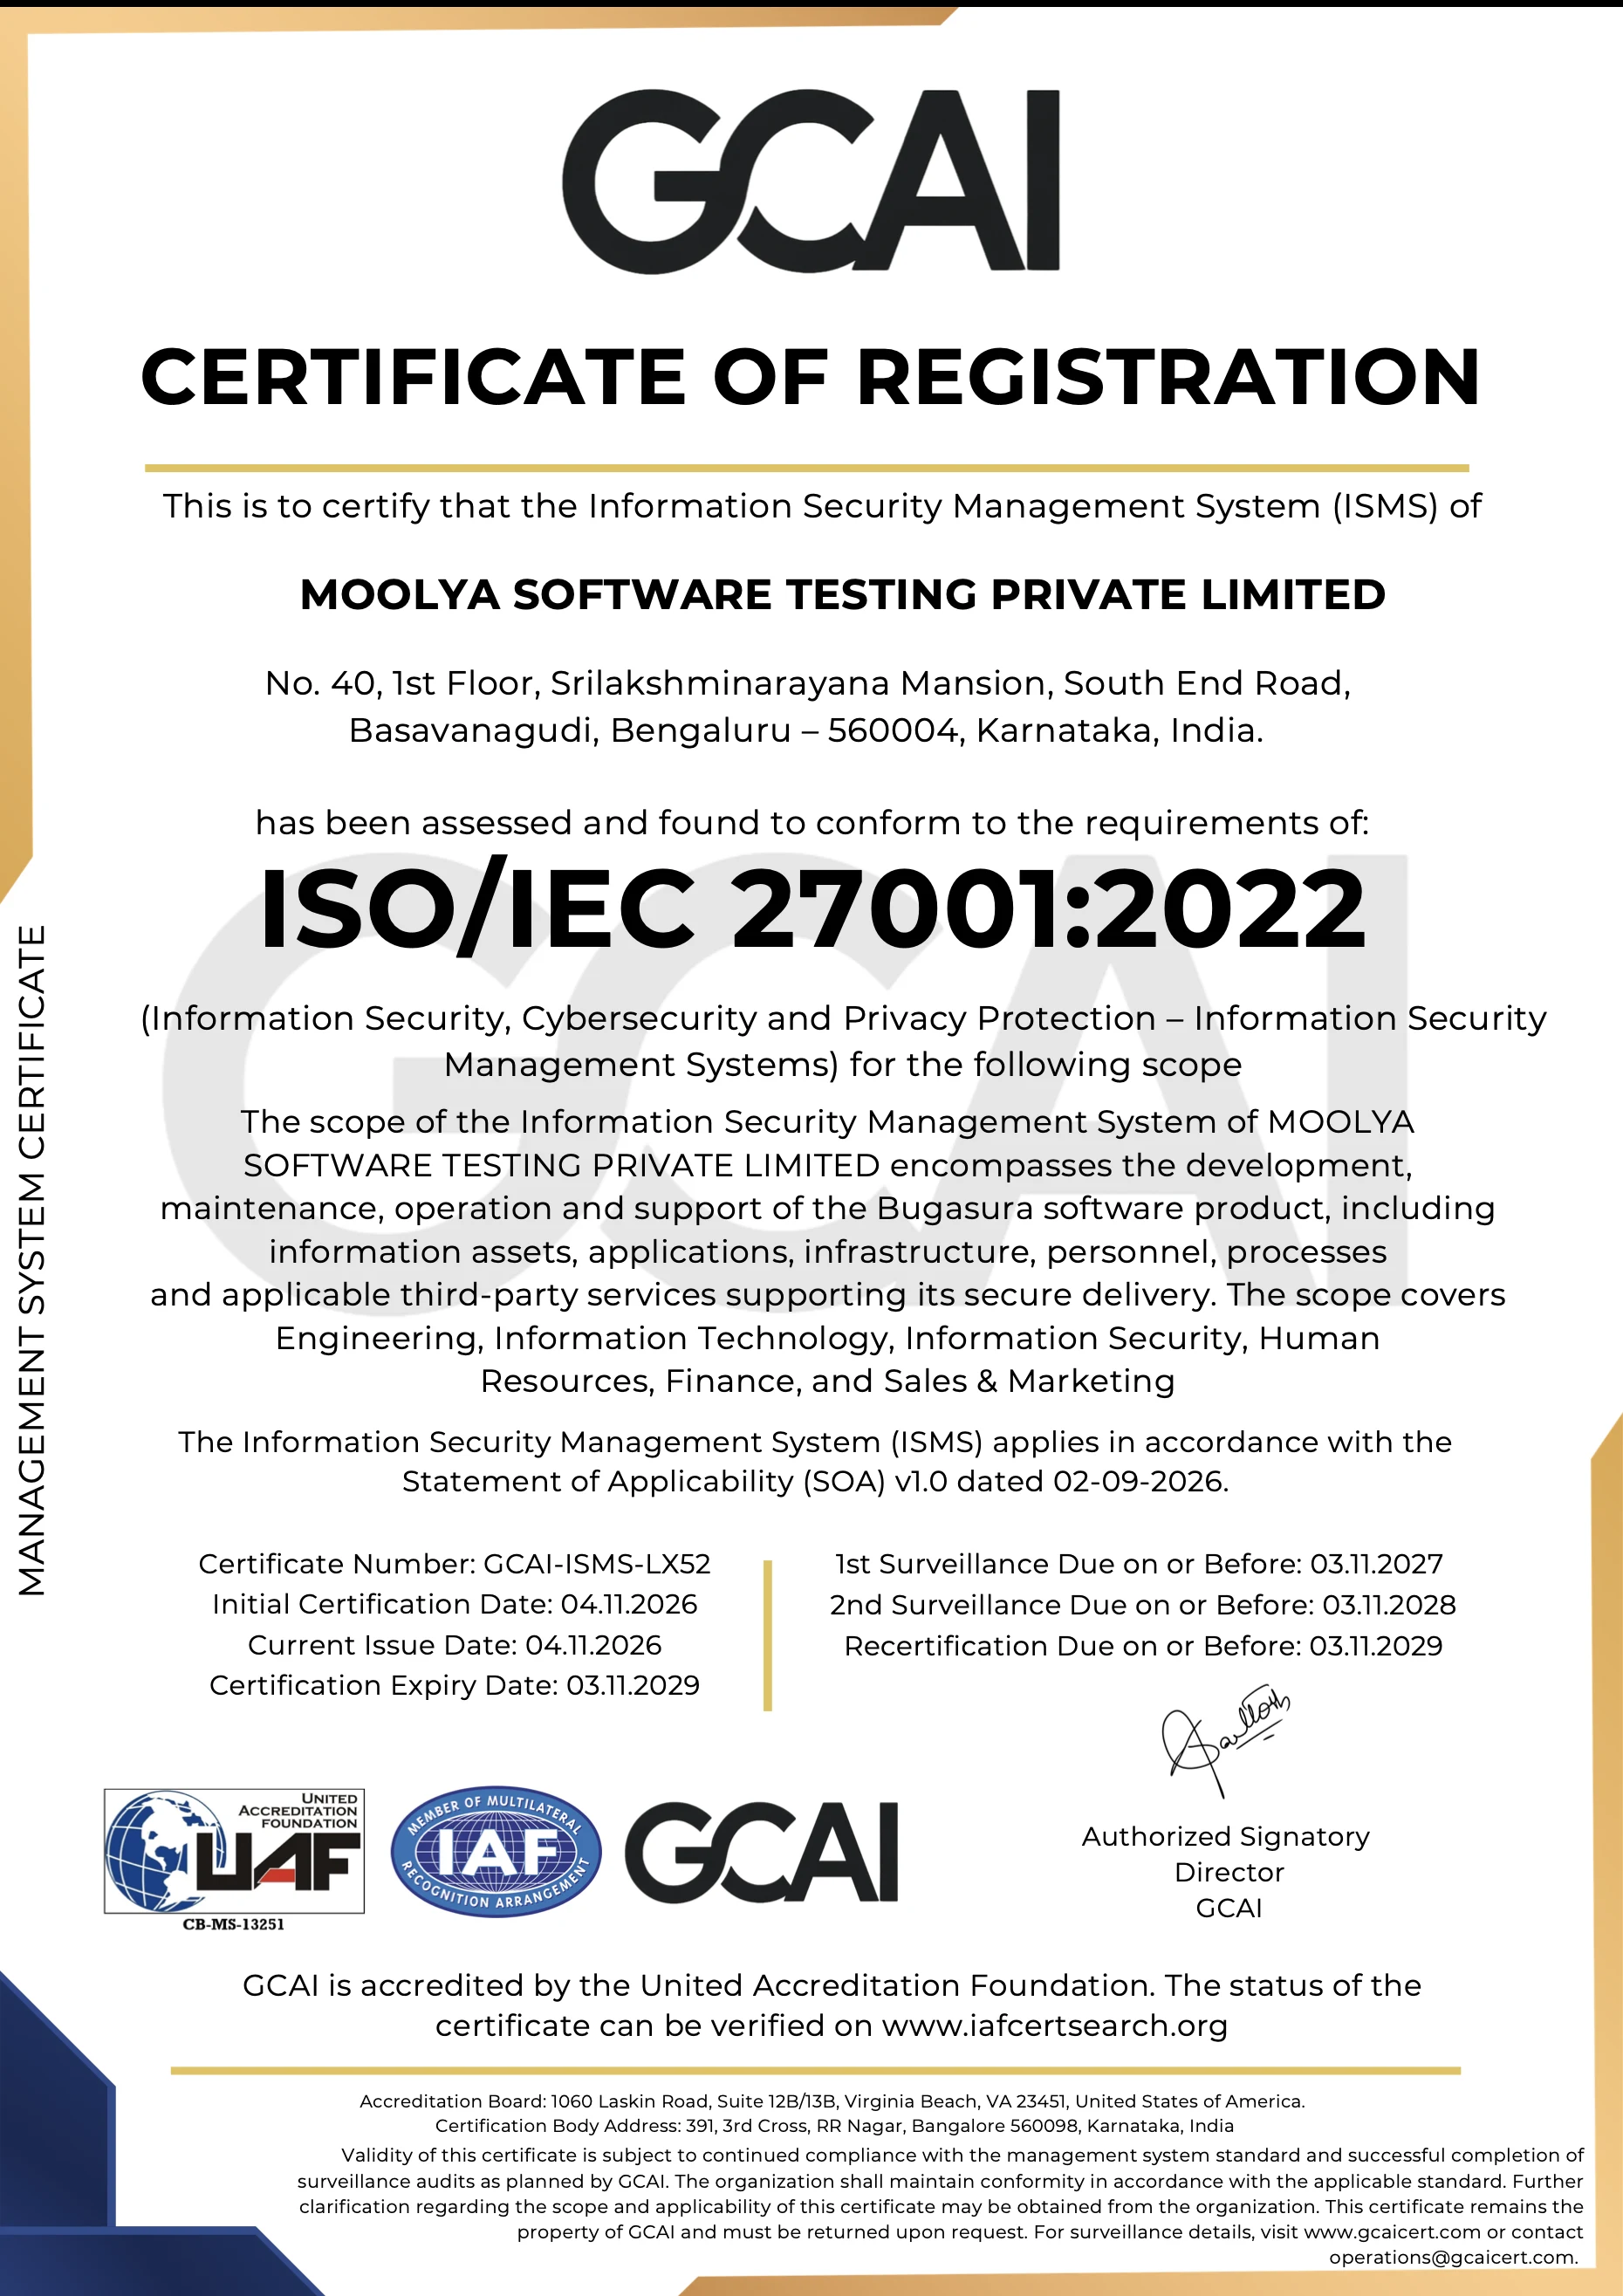 GCAI
CERTIFICATE OF REGISTRATION
This is to certify that the Information Security Management System (ISMS) of
MOOLYA SOFTWARE TESTING PRIVATE LIMITED
No. 40, 1st Floor, Srilakshminarayana Mansion, South End Road,
Basavanagudi, Bengaluru – 560004, Karnataka, India.
has been assessed and found to conform to the requirements of:
ISO/IEC 27001:2022
(Information Security, Cybersecurity and Privacy Protection – Information Security
Management Systems) for the following scope
The scope of the Information Security Management System of MOOLYA
SOFTWARE TESTING PRIVATE LIMITED encompasses the development,
maintenance, operation and support of the Bugasura software product, including
information assets, applications, infrastructure, personnel, processes
and applicable third-party services supporting its secure delivery. The scope covers
Engineering, Information Technology, Information Security, Human
Resources, Finance, and Sales & Marketing
The Information Security Management System (ISMS) applies in accordance with the
Statement of Applicability (SOA) v1.0 dated 02-09-2026.
MANAGEMENT SYSTEM CERTIFICATE
GCAI
Certificate Number: GCAI-ISMS-LX52
Initial Certification Date: 04.11.2026
Current Issue Date: 04.11.2026
Certification Expiry Date: 03.11.2029
1st Surveillance Due on or Before: 03.11.2027
2nd Surveillance Due on or Before: 03.11.2028
Recertification Due on or Before: 03.11.2029
UNITED
ACCREDITATION
FOUNDATION
UAF
CB-MS-13251
MEMBER OF MULTILATERAL
IAF
RECOGNITION ARRANGEMENT
GCAI
Authorized Signatory
Director
GCAI
GCAI is accredited by the United Accreditation Foundation. The status of the
certificate can be verified on www.iafcertsearch.org
Accreditation Board: 1060 Laskin Road, Suite 12B/13B, Virginia Beach, VA 23451, United States of America.
Certification Body Address: 391, 3rd Cross, RR Nagar, Bangalore 560098, Karnataka, India
Validity of this certificate is subject to continued compliance with the management system standard and successful completion of
surveillance audits as planned by GCAI. The organization shall maintain conformity in accordance with the applicable standard. Further
clarification regarding the scope and applicability of this certificate may be obtained from the organization. This certificate remains the
property of GCAI and must be returned upon request. For surveillance details, visit www.gcaicert.com or contact
operations@gcaicert.com.